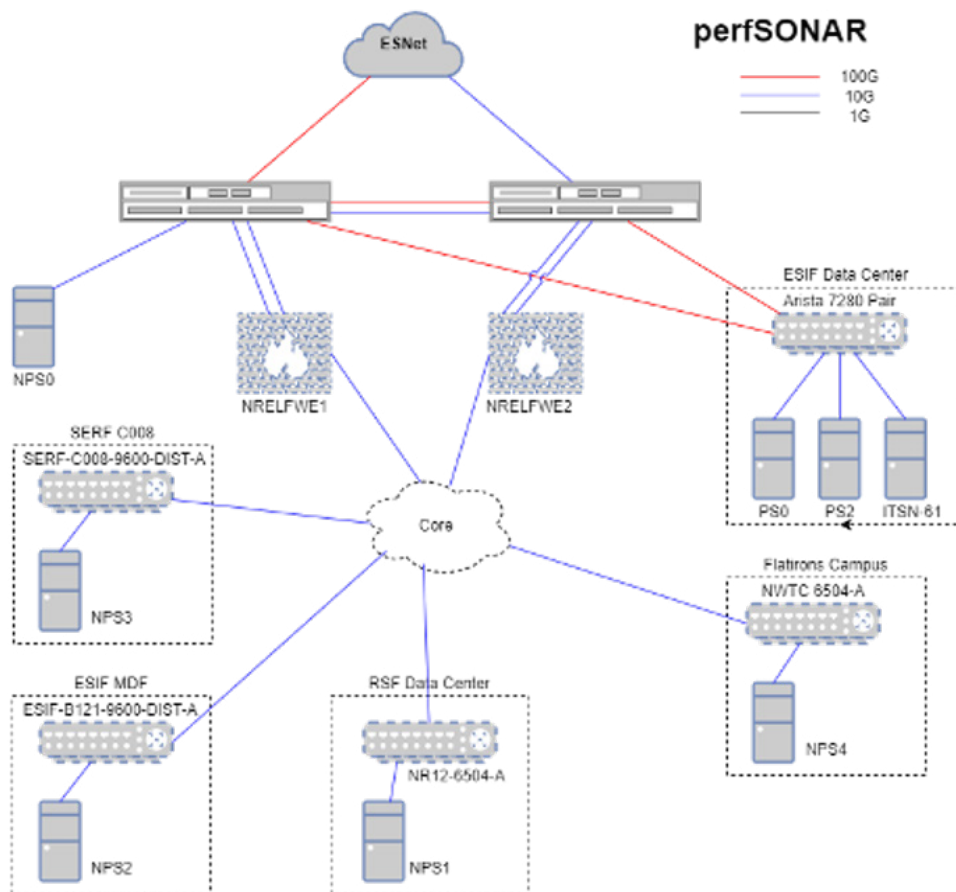 ESNet
perfSONAR
100G
10G
1G
ESIF Data Center
Arista 7280 Pair
NPS0
NRELFWE1
NRELFWE2
PS0
PS2
ITSN-61
SERF C008
SERF-C008-9600-DIST-A
NPS3
Core
Flatirons Campus
NWTC 6504-A
NPS4
ESIF MDF
ESIF-B121-9600-DIST-A
NPS2
RSF Data Center
NR12-6504-A
NPS1